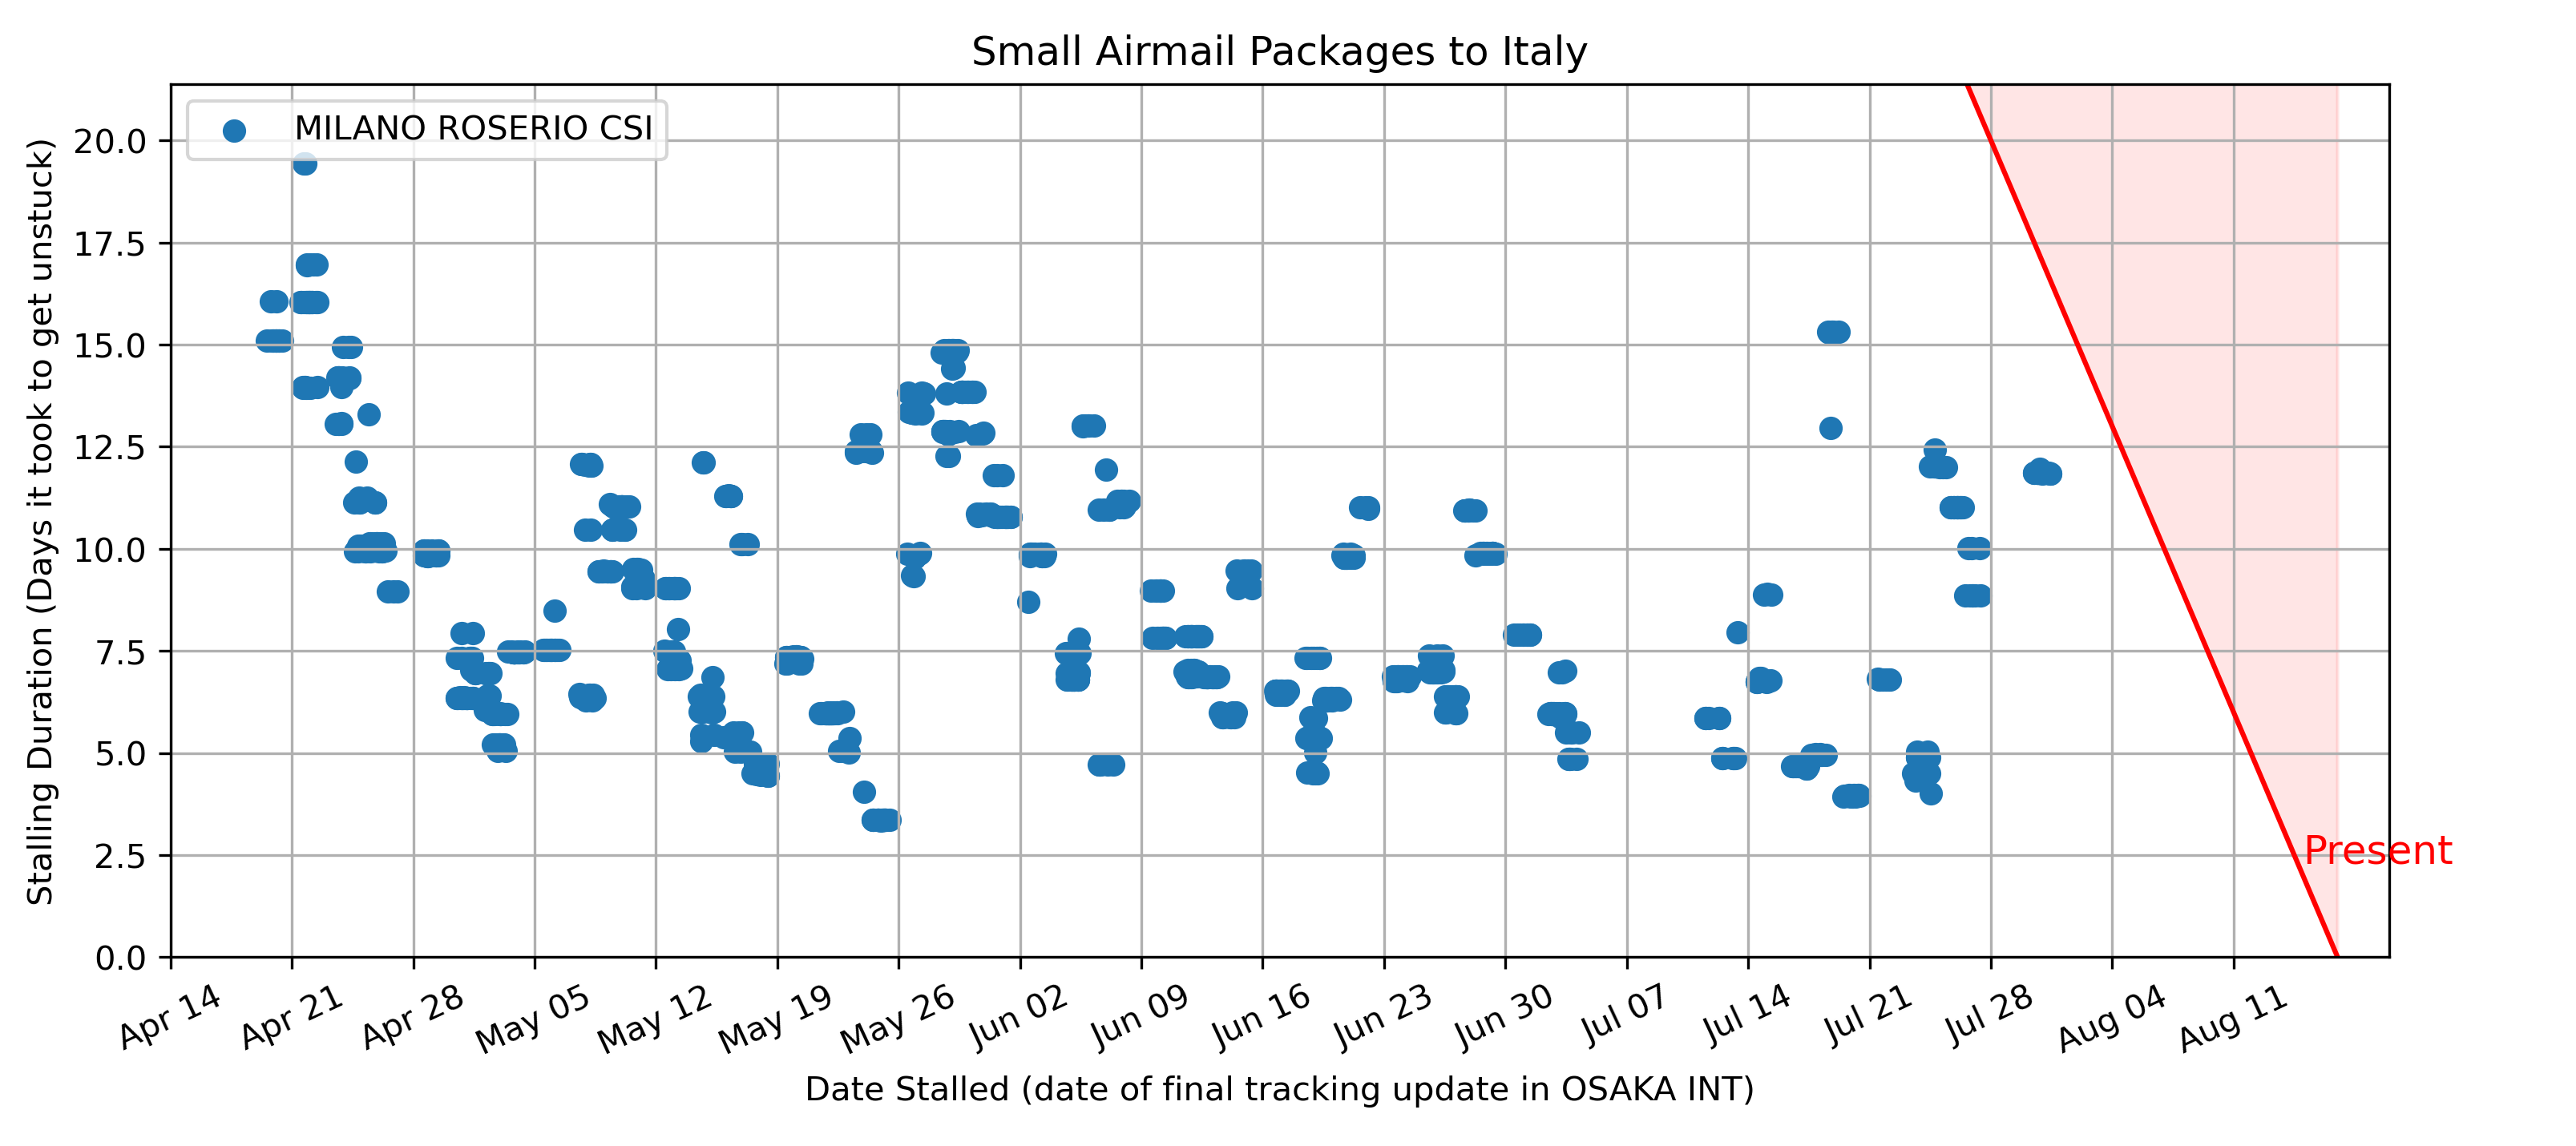 Small Airmail Packages to Italy
MILANO ROSERIO CSI
Stalling Duration (Days it took to get unstuck)
20.0
17.5
15.0
12.5
10.0
7.5
5.0
2.5
0.0
Present
Apr 14
Apr 21
Apr 28
May 05
May 12
May 19
May 26
Jun 02
Jun 09
Jun 16
Jun 23
Jun 30
Jul 07
Jul 14
Jul 21
Jul 28
Aug 04
Aug 11
Date Stalled (date of final tracking update in OSAKA INT)